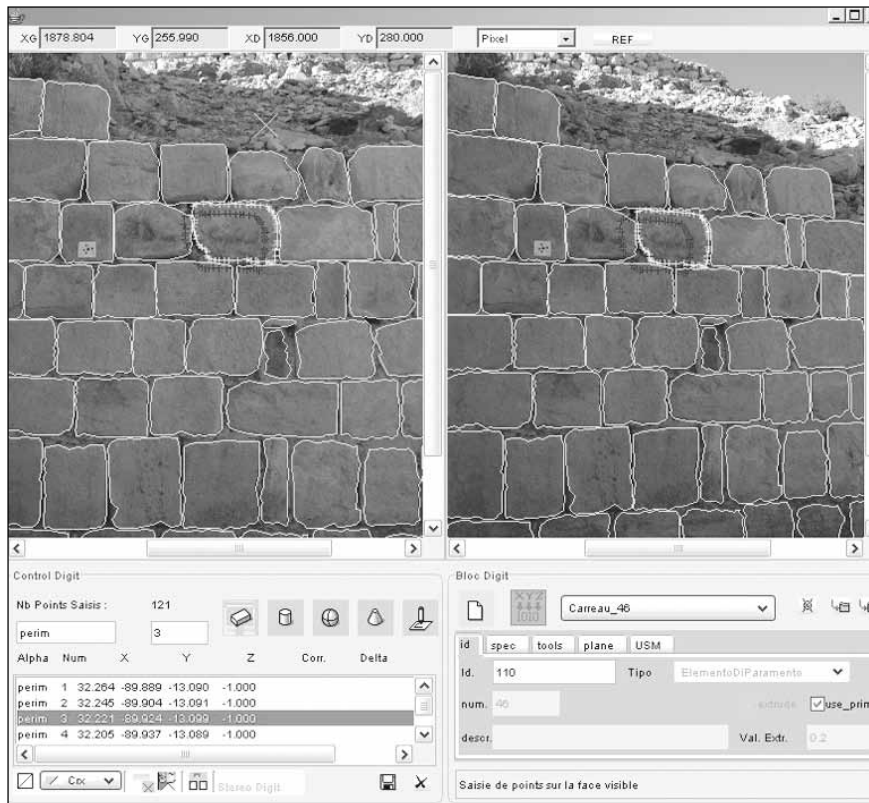 XG 1878.804 YG 255.990 XD 1856.000 YD 280.000 Pixel REF
Control Digit
Nb Points Saisis : 121
perim 3
Alpha Num X Y Z Corr. Delta
perim 1 32.264 -89.889 -13.090 -1.000
perim 2 32.245 -89.904 -13.091 -1.000
perim 3 32.221 -89.924 -13.099 -1.000
perim 4 32.205 -89.937 -13.089 -1.000
Stereo Digit
Bloc Digit
XYZ
1010
Carreau_46
id spec tools plane USM
Id. 110 Tipo ElementoDiParamento
num. 46 extrude use_prim
descr. Val. Extr. 0.2
Saisie de points sur la face visible